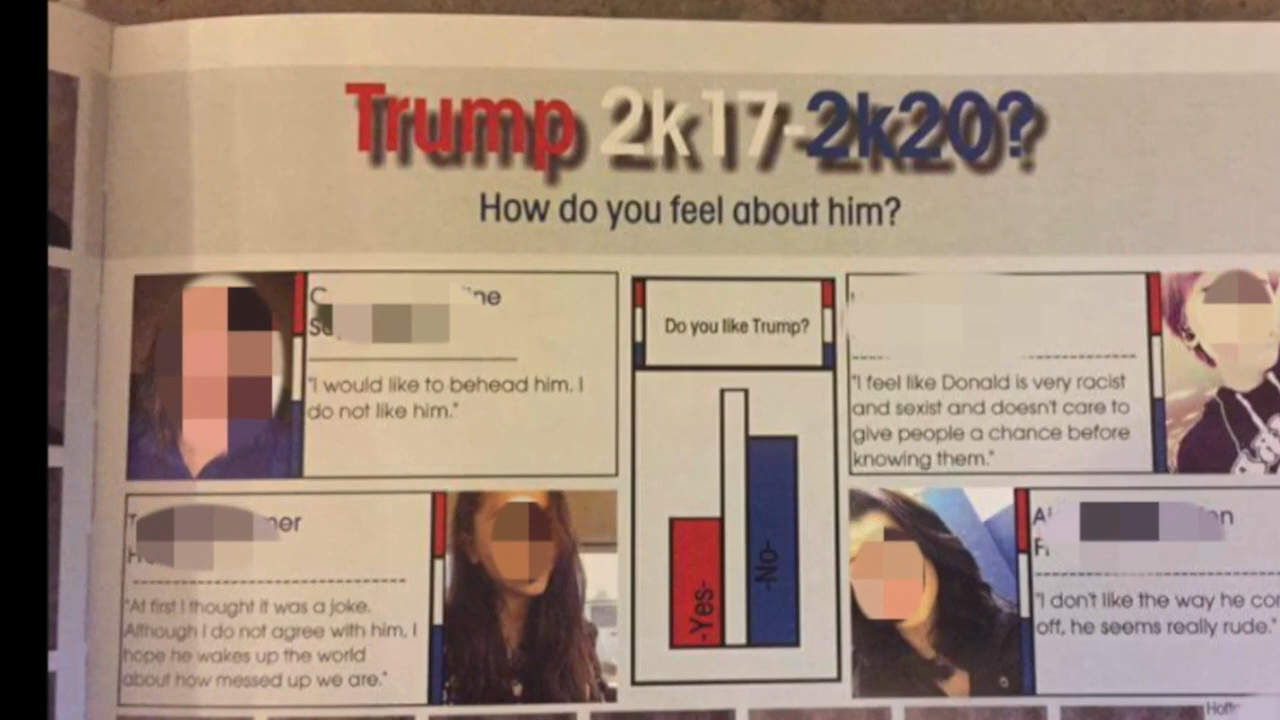 Trump 2k17-2k20?
How do you feel about him?
"I would like to behead him. I
do not like him."
Do you like Trump?
-Yes-
-No-
"I feel like Donald is very racist
and sexist and doesn't care to
give people a chance before
knowing them."
"At first I thought it was a joke.
Although I do not agree with him, I
hope he wakes up the world
about how messed up we are."
"I don't like the way he
off, he seems really rude."